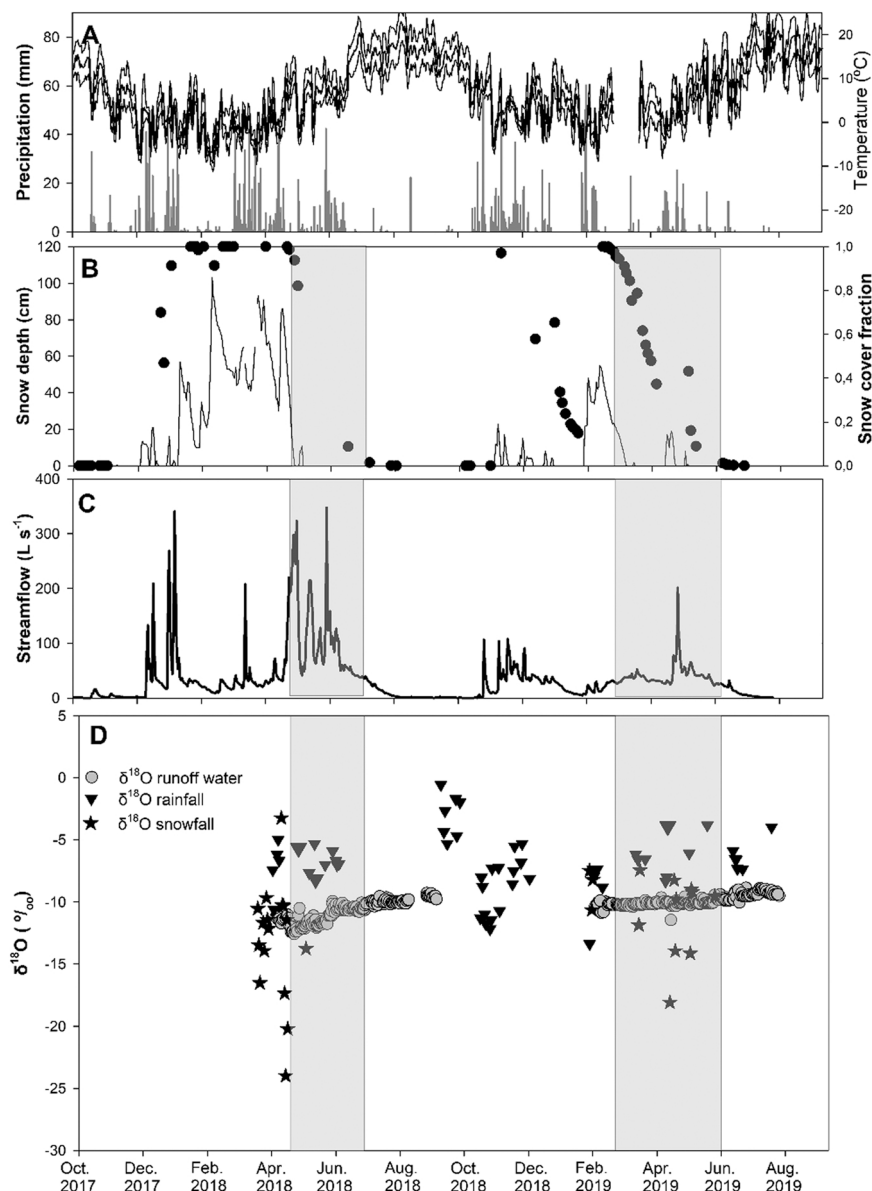 A
Precipitation (mm)
80
60
40
20
0
Temperature (ºC)
20
10
0
-10
-20
B
Snow depth (cm)
120
100
80
60
40
20
0
Snow cover fraction
1,0
0,8
0,6
0,4
0,2
0,0
C
Streamflow (L s⁻¹)
400
300
200
100
0
D
δ¹⁸O (º/oo)
5
0
-5
-10
-15
-20
-25
-30
δ¹⁸O runoff water
δ¹⁸O rainfall
δ¹⁸O snowfall
Oct. Dec. Feb. Apr. Jun. Aug. Oct. Dec. Feb. Apr. Jun. Aug.
2017 2017 2018 2018 2018 2018 2018 2018 2019 2019 2019 2019